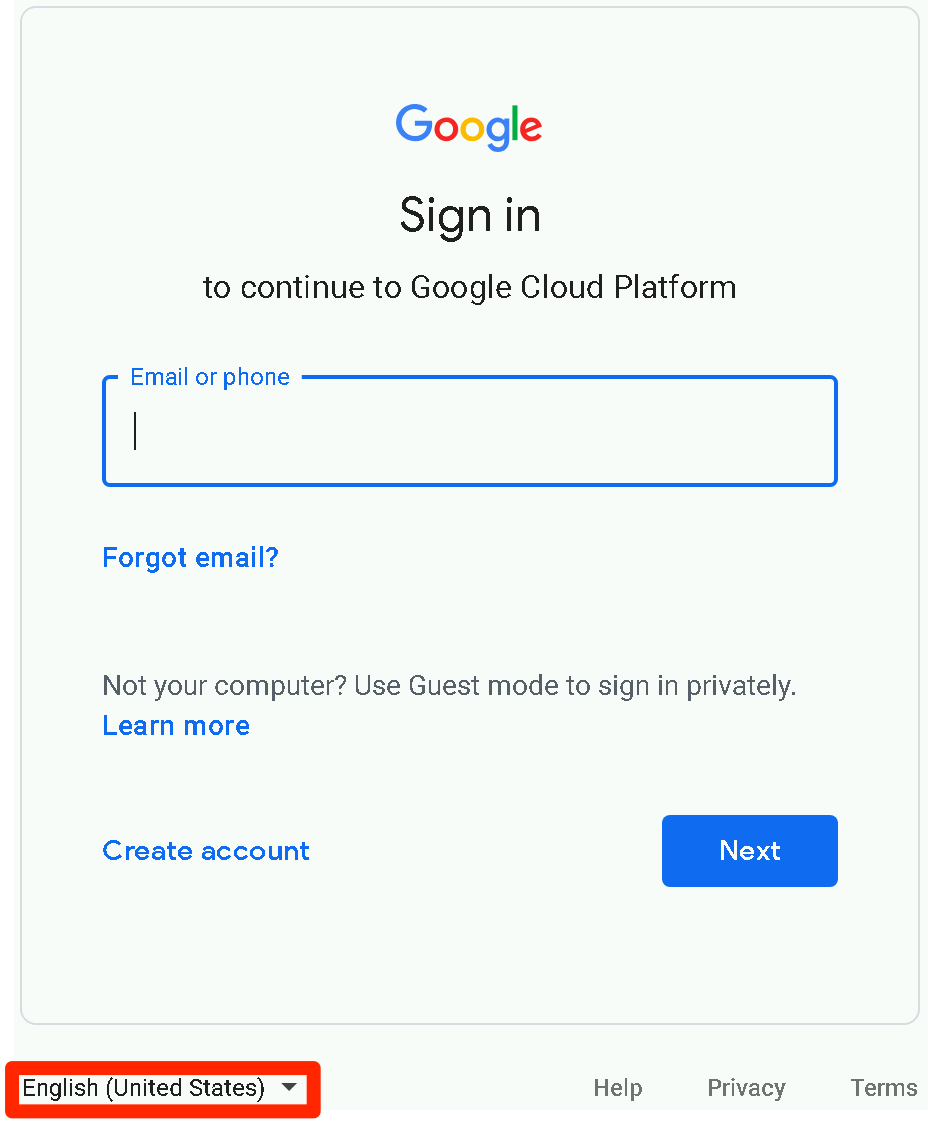 Google
Sign in
to continue to Google Cloud Platform
Email or phone
Forgot email?
Not your computer? Use Guest mode to sign in privately.
Learn more
Create account
Next
English (United States)
Help
Privacy
Terms